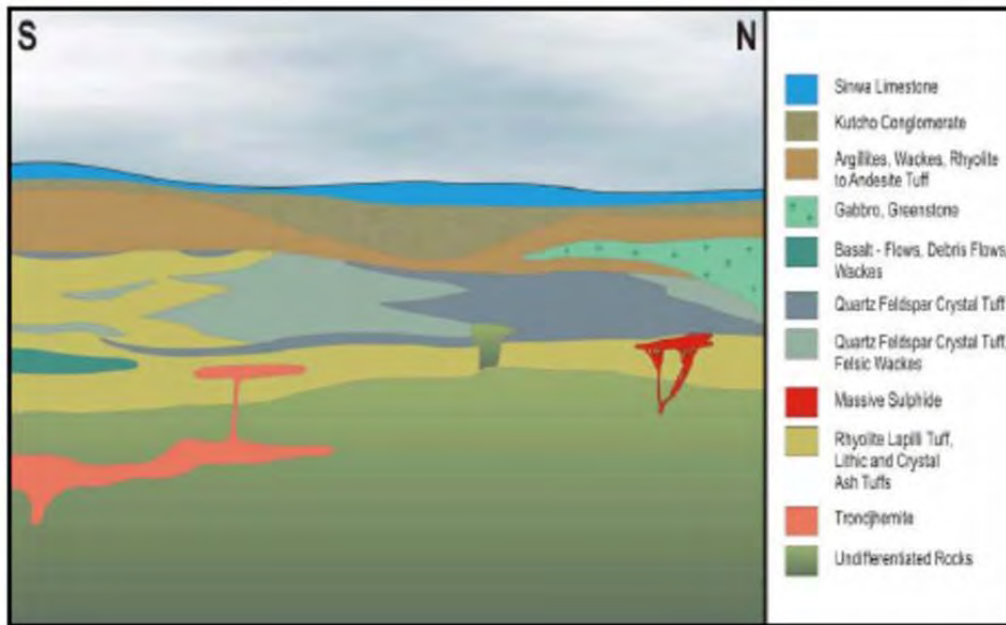 S
N
Sinwa Limestone
Kutcho Conglomerate
Argillites, Wackes, Rhyolite
to Andesite Tuff
Gabbro, Greenstone
Basalt - Flows, Debris Flows,
Wackes
Quartz Feldspar Crystal Tuff
Quartz Feldspar Crystal Tuff,
Felsic Wackes
Massive Sulphide
Rhyolite Lapilli Tuff,
Lithic and Crystal
Ash Tuffs
Trondjhemite
Undifferentiated Rocks